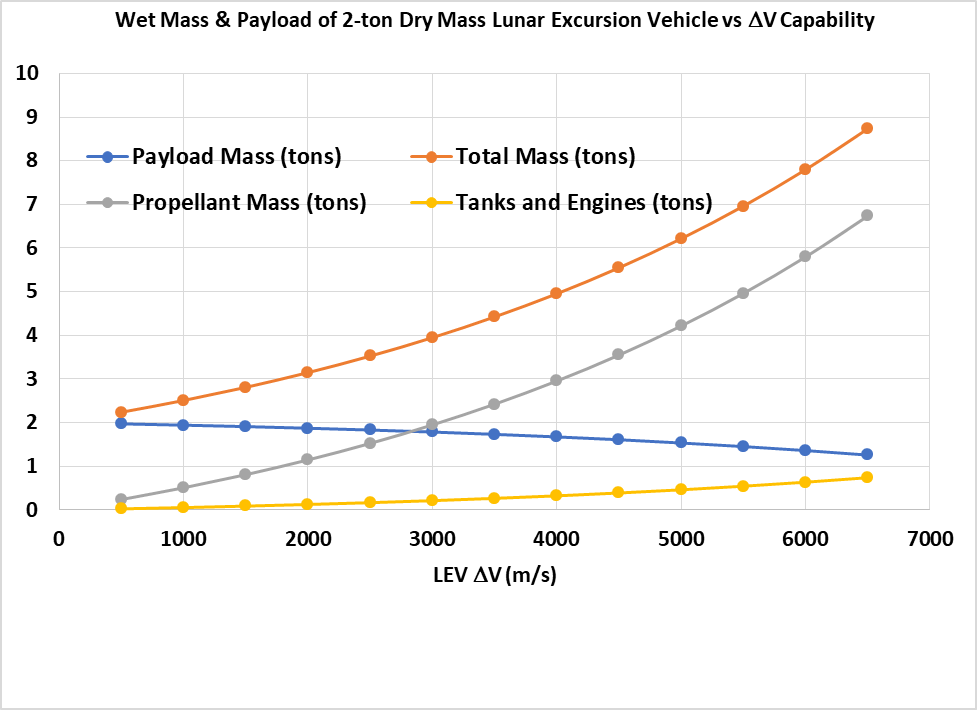 Wet Mass & Payload of 2-ton Dry Mass Lunar Excursion Vehicle vs ΔV Capability
10
9
8
7
6
5
4
3
2
1
0
Payload Mass (tons) Total Mass (tons)
Propellant Mass (tons) Tanks and Engines (tons)
0 1000 2000 3000 4000 5000 6000 7000
LEV ΔV (m/s)